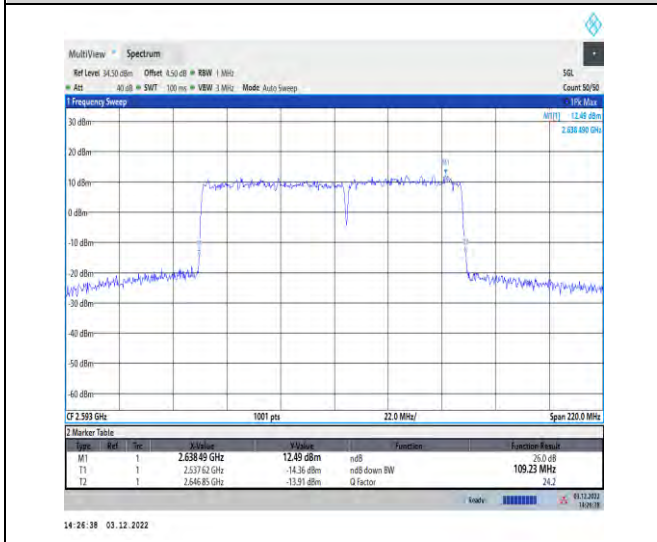 MultiView Spectrum
Ref Level 34.50 dBm Offset 4.50 dB RBW 1 MHz SGL
Att 40 dB SWT 100 ms VBW 3 MHz Mode Auto Sweep Count 50/50
1 Frequency Sweep 1Pk Max
M1[1] 12.49 dBm
2.638 490 GHz
30 dBm
20 dBm
M1
10 dBm
0 dBm
-10 dBm
-20 dBm
-30 dBm
-40 dBm
-50 dBm
-60 dBm
CF 2.593 GHz 1001 pts 22.0 MHz/ Span 220.0 MHz
2 Marker Table
Type Ref Trc X-Value Y-Value Function Function Result
M1 1 2.63849 GHz 12.49 dBm ndB 26.0 dB
T1 1 2.53762 GHz -14.36 dBm ndB down BW 109.23 MHz
T2 1 2.64685 GHz -13.91 dBm Q Factor 24.2
Ready 03.12.2022
14:26:38
14:26:38 03.12.2022